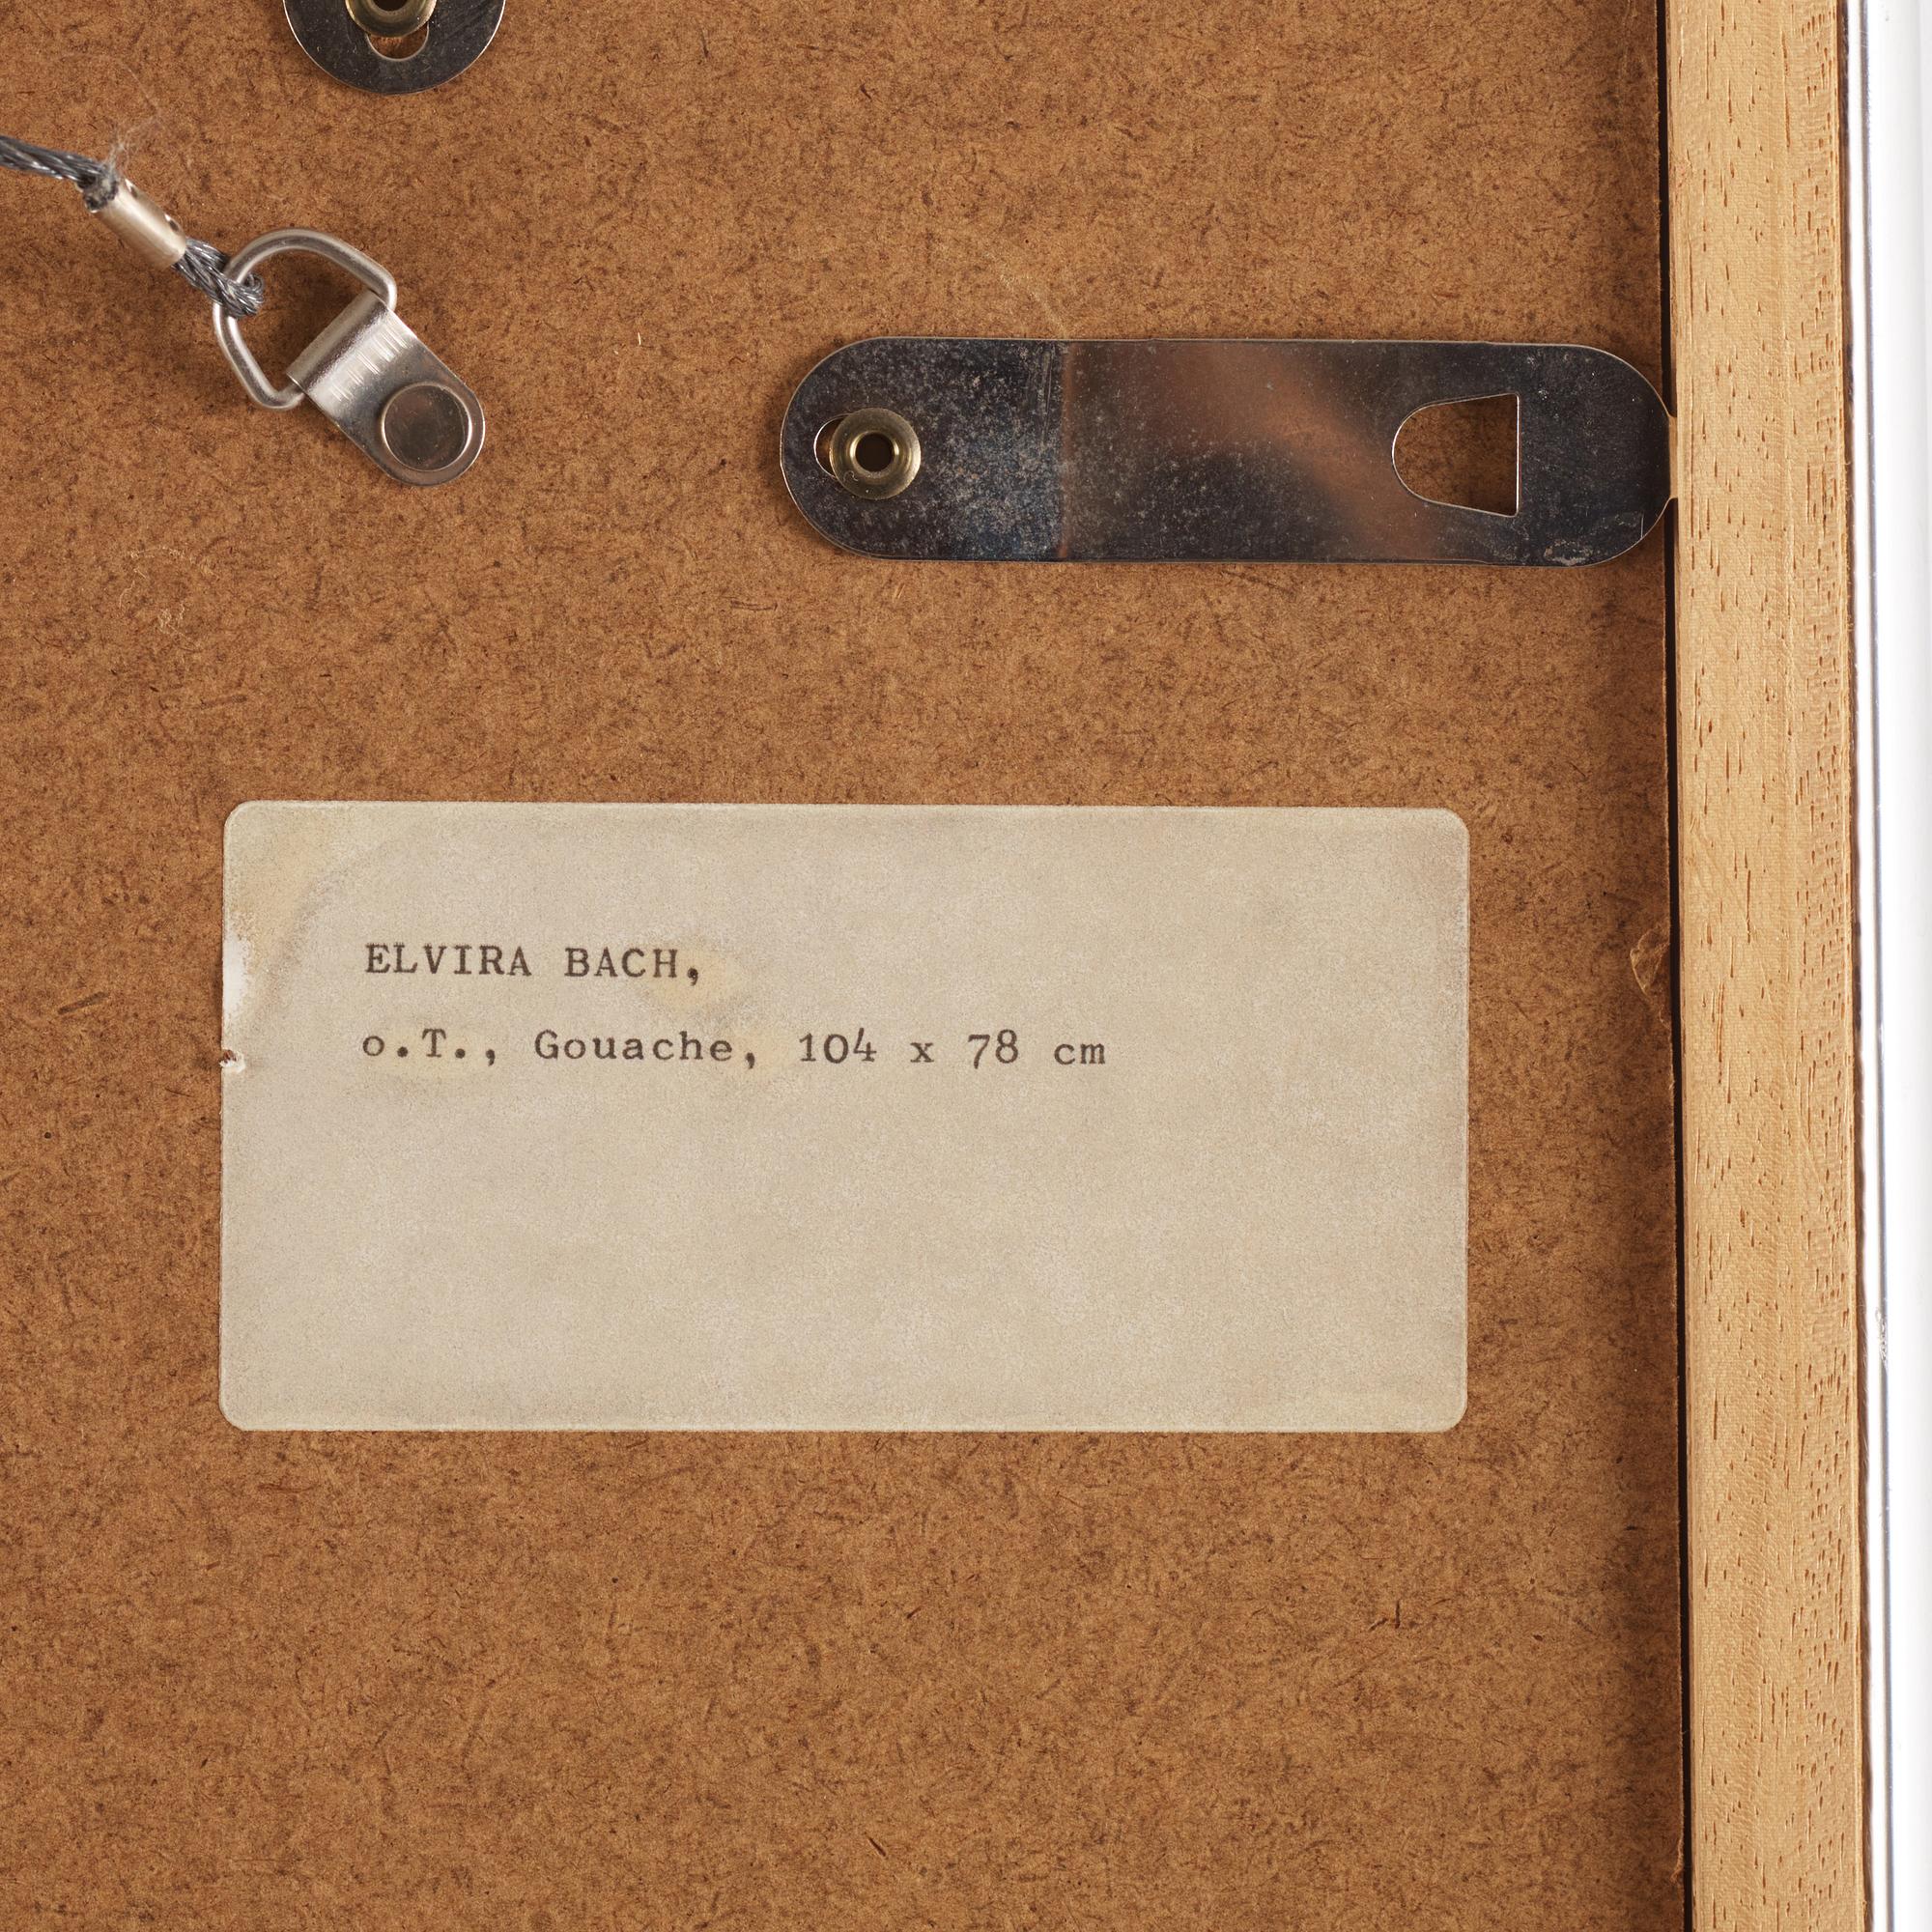 ELVIRA BACH,
o.T., Gouache, 104 x 78 cm